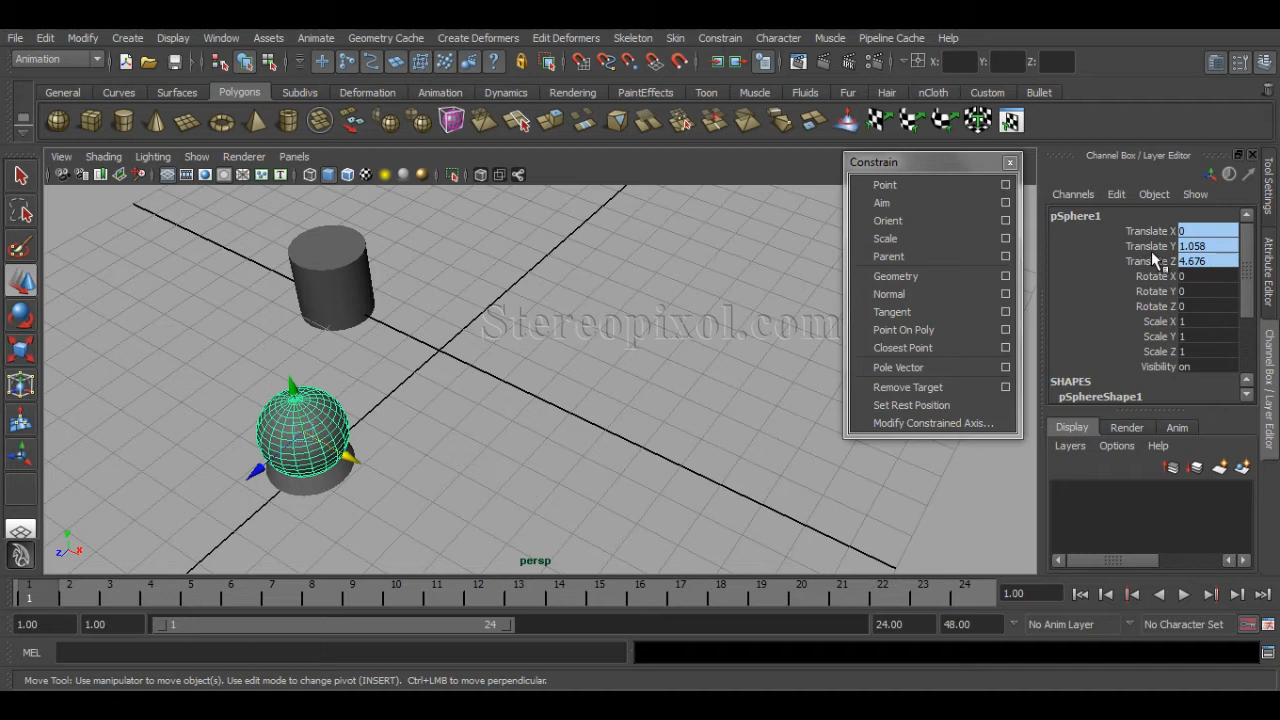 File Edit Modify Create Display Window Assets Animate Geometry Cache Create Deformers Edit Deformers Skeleton Skin Constrain Character Muscle Pipeline Cache Help
Animation X: Y: Z:
General Curves Surfaces Polygons Subdivs Deformation Animation Dynamics Rendering PaintEffects Toon Muscle Fluids Fur Hair nCloth Custom Bullet
View Shading Lighting Show Renderer Panels
Constrain
Point
Aim
Orient
Scale
Parent
Geometry
Normal
Tangent
Point On Poly
Closest Point
Pole Vector
Remove Target
Set Rest Position
Modify Constrained Axis...
Stereopixol.com
persp
Channel Box / Layer Editor
Channels Edit Object Show
pSphere1
Translate X 0
Translate Y 1.058
Translate Z 4.676
Rotate X 0
Rotate Y 0
Rotate Z 0
Scale X 1
Scale Y 1
Scale Z 1
Visibility on
SHAPES
pSphereShape1
Display Render Anim
Layers Options Help
Tool Settings
Attribute Editor
Channel Box / Layer Editor
1 2 3 4 5 6 7 8 9 10 11 12 13 14 15 16 17 18 19 20 21 22 23 24
1 1.00
1.00 1.00 1 24 24.00 48.00 No Anim Layer No Character Set
MEL
Move Tool: Use manipulator to move object(s). Use edit mode to change pivot (INSERT). Ctrl+LMB to move perpendicular.